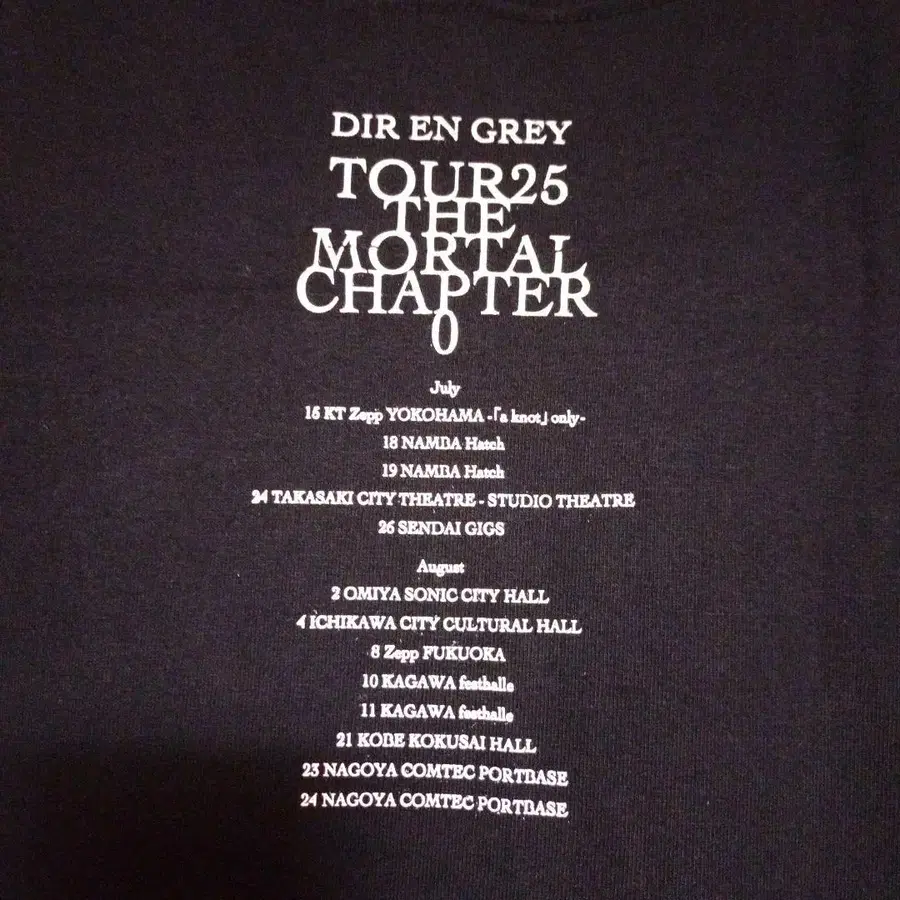 DIR EN GREY
TOUR25
THE
MORTAL
CHAPTER
0
July
15 KT Zepp YOKOHAMA -「a knot」only-
18 NAMBA Hatch
19 NAMBA Hatch
24 TAKASAKI CITY THEATRE - STUDIO THEATRE
26 SENDAI GIGS
August
2 OMIYA SONIC CITY HALL
4 ICHIKAWA CITY CULTURAL HALL
8 Zepp FUKUOKA
10 KAGAWA festhalle
11 KAGAWA festhalle
21 KOBE KOKUSAI HALL
23 NAGOYA COMTEC PORTBASE
24 NAGOYA COMTEC PORTBASE